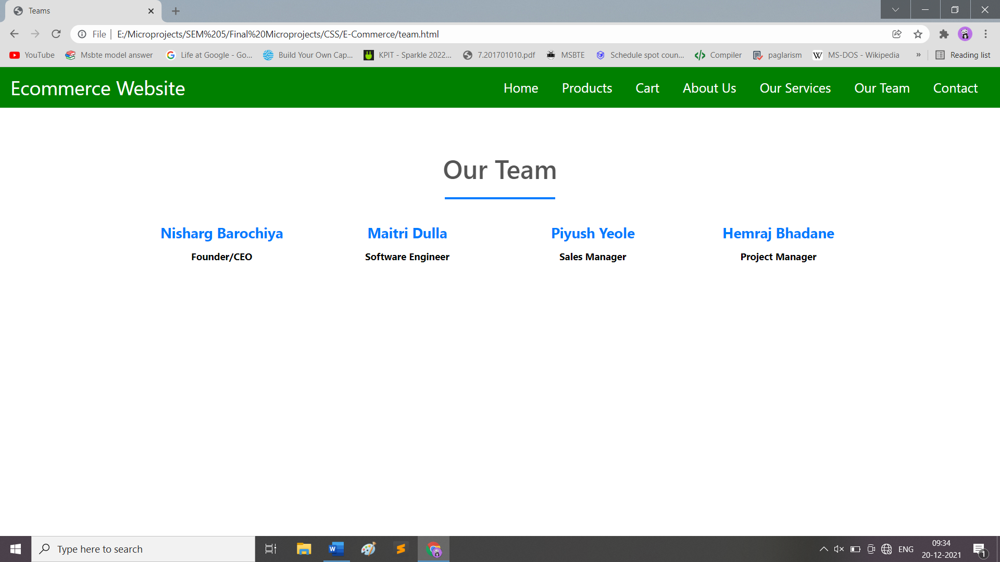 Teams
File | E:/Microprojects/SEM%205/Final%20Microprojects/CSS/E-Commerce/team.html
YouTube Msbte model answer Life at Google - Go... Build Your Own Cap... KPIT - Sparkle 2022... 7.201701010.pdf MSBTE Schedule spot coun... Compiler paglarism W MS-DOS - Wikipedia » Reading list
Ecommerce Website Home Products Cart About Us Our Services Our Team Contact
Our Team
Nisharg Barochiya Maitri Dulla Piyush Yeole Hemraj Bhadane
Founder/CEO Software Engineer Sales Manager Project Manager
Type here to search ENG 09:34
20-12-2021 1